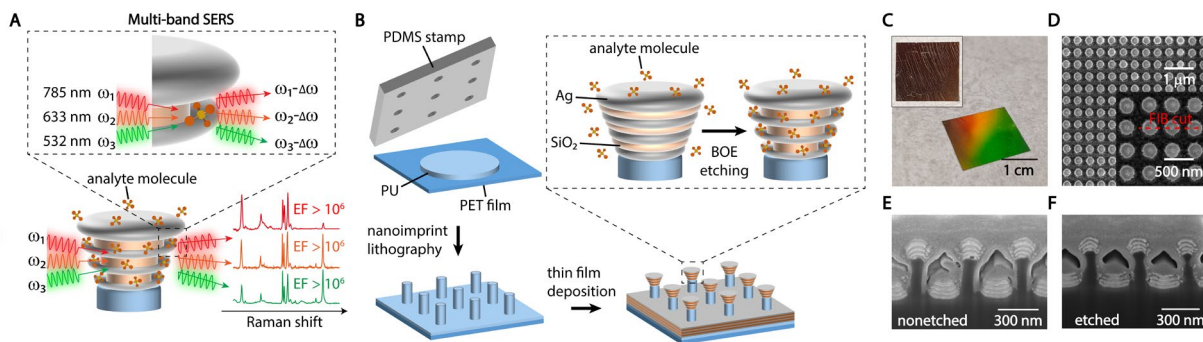 A
Multi-band SERS
785 nm ω₁
633 nm ω₂
532 nm ω₃
ω₁-Δω
ω₂-Δω
ω₃-Δω
analyte molecule
ω₁
ω₂
ω₃
EF > 10⁶
EF > 10⁶
EF > 10⁶
Raman shift
B
PDMS stamp
PU
PET film
nanoimprint
lithography
thin film
deposition
analyte molecule
Ag
SiO₂
BOE
etching
C
1 cm
D
1 μm
FIB cut
500 nm
E
nonetched
300 nm
F
etched
300 nm